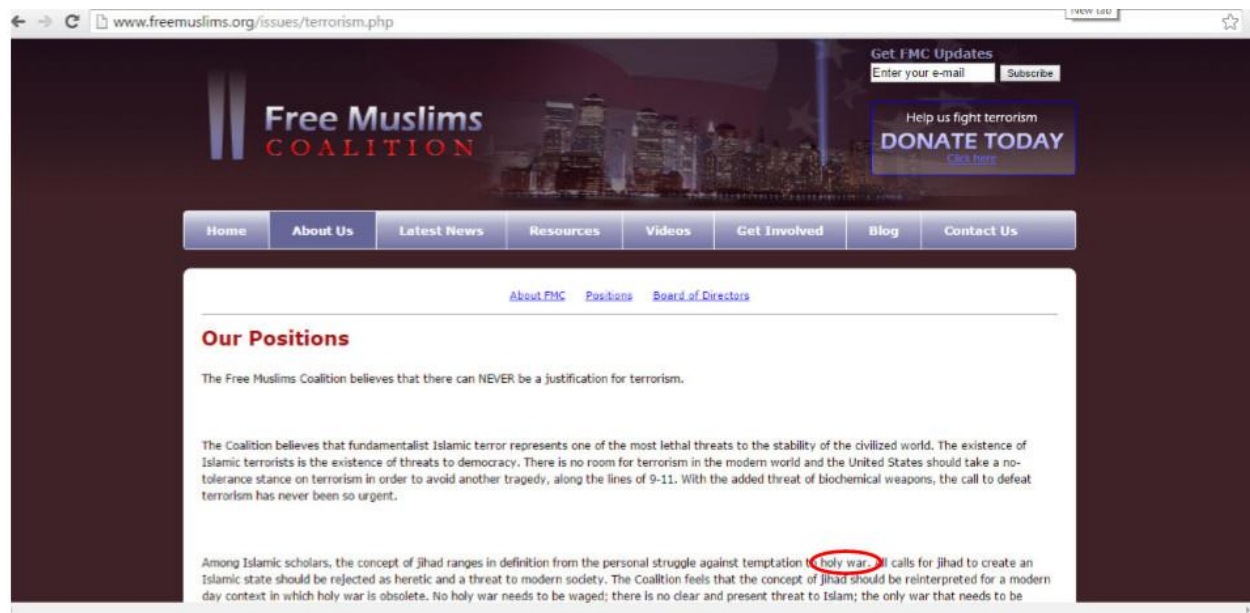 New tab
www.freemuslims.org/issues/terrorism.php
Get FMC Updates
Enter your e-mail Subscribe
Free Muslims
COALITION
Help us fight terrorism
DONATE TODAY
Click here
Home About Us Latest News Resources Videos Get Involved Blog Contact Us
About FMC Positions Board of Directors
Our Positions
The Free Muslims Coalition believes that there can NEVER be a justification for terrorism.
The Coalition believes that fundamentalist Islamic terror represents one of the most lethal threats to the stability of the civilized world. The existence of
Islamic terrorists is the existence of threats to democracy. There is no room for terrorism in the modern world and the United States should take a no-
tolerance stance on terrorism in order to avoid another tragedy, along the lines of 9-11. With the added threat of biochemical weapons, the call to defeat
terrorism has never been so urgent.
Among Islamic scholars, the concept of jihad ranges in definition from the personal struggle against temptation to holy war. All calls for jihad to create an
Islamic state should be rejected as heretic and a threat to modern society. The Coalition feels that the concept of jihad should be reinterpreted for a modern
day context in which holy war is obsolete. No holy war needs to be waged; there is no clear and present threat to Islam; the only war that needs to be